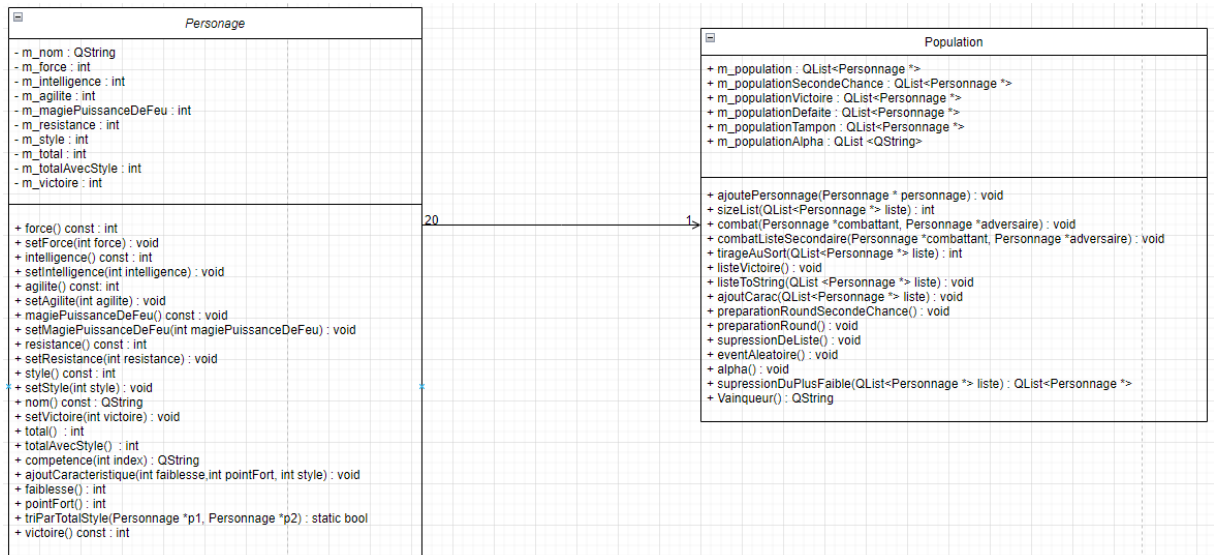 Personage
- m_nom : QString
- m_force : int
- m_intelligence : int
- m_agilite : int
- m_magiePuissanceDeFeu : int
- m_resistance : int
- m_style : int
- m_total : int
- m_totalAvecStyle : int
- m_victoire : int
+ force() const : int
+ setForce(int force) : void
+ intelligence() const : int
+ setIntelligence(int intelligence) : void
+ agilite() const: int
+ setAgilite(int agilite) : void
+ magiePuissanceDeFeu() const : void
+ setMagiePuissanceDeFeu(int magiePuissanceDeFeu) : void
+ resistance() const : int
+ setResistance(int resistance) : void
+ style() const : int
+ setStyle(int style) : void
+ nom() const : QString
+ setVictoire(int victoire) : void
+ total() : int
+ totalAvecStyle() : int
+ competence(int index) : QString
+ ajoutCaracteristique(int faiblesse,int pointFort, int style) : void
+ faiblesse() : int
+ pointFort() : int
+ triParTotalStyle(Personnage *p1, Personnage *p2) : static bool
+ victoire() const : int
20
1
Population
+ m_population : QList<Personnage *>
+ m_populationSecondeChance : QList<Personnage *>
+ m_populationVictoire : QList<Personnage *>
+ m_populationDefaite : QList<Personnage *>
+ m_populationTampon : QList<Personnage *>
+ m_populationAlpha : QList <QString>
+ ajoutePersonnage(Personnage * personnage) : void
+ sizeList(QList<Personnage *> liste) : int
+ combat(Personnage *combattant, Personnage *adversaire) : void
+ combatListeSecondaire(Personnage *combattant, Personnage *adversaire) : void
+ tirageAuSort(QList<Personnage *> liste) : int
+ listeVictoire() : void
+ listeToString(QList <Personnage *> liste) : void
+ ajoutCarac(QList<Personnage *> liste) : void
+ preparationRoundSecondeChance() : void
+ preparationRound() : void
+ supressionDeListe() : void
+ eventAleatoire() : void
+ alpha() : void
+ supressionDuPlusFaible(QList<Personnage *> liste) : QList<Personnage *>
+ Vainqueur() : QString